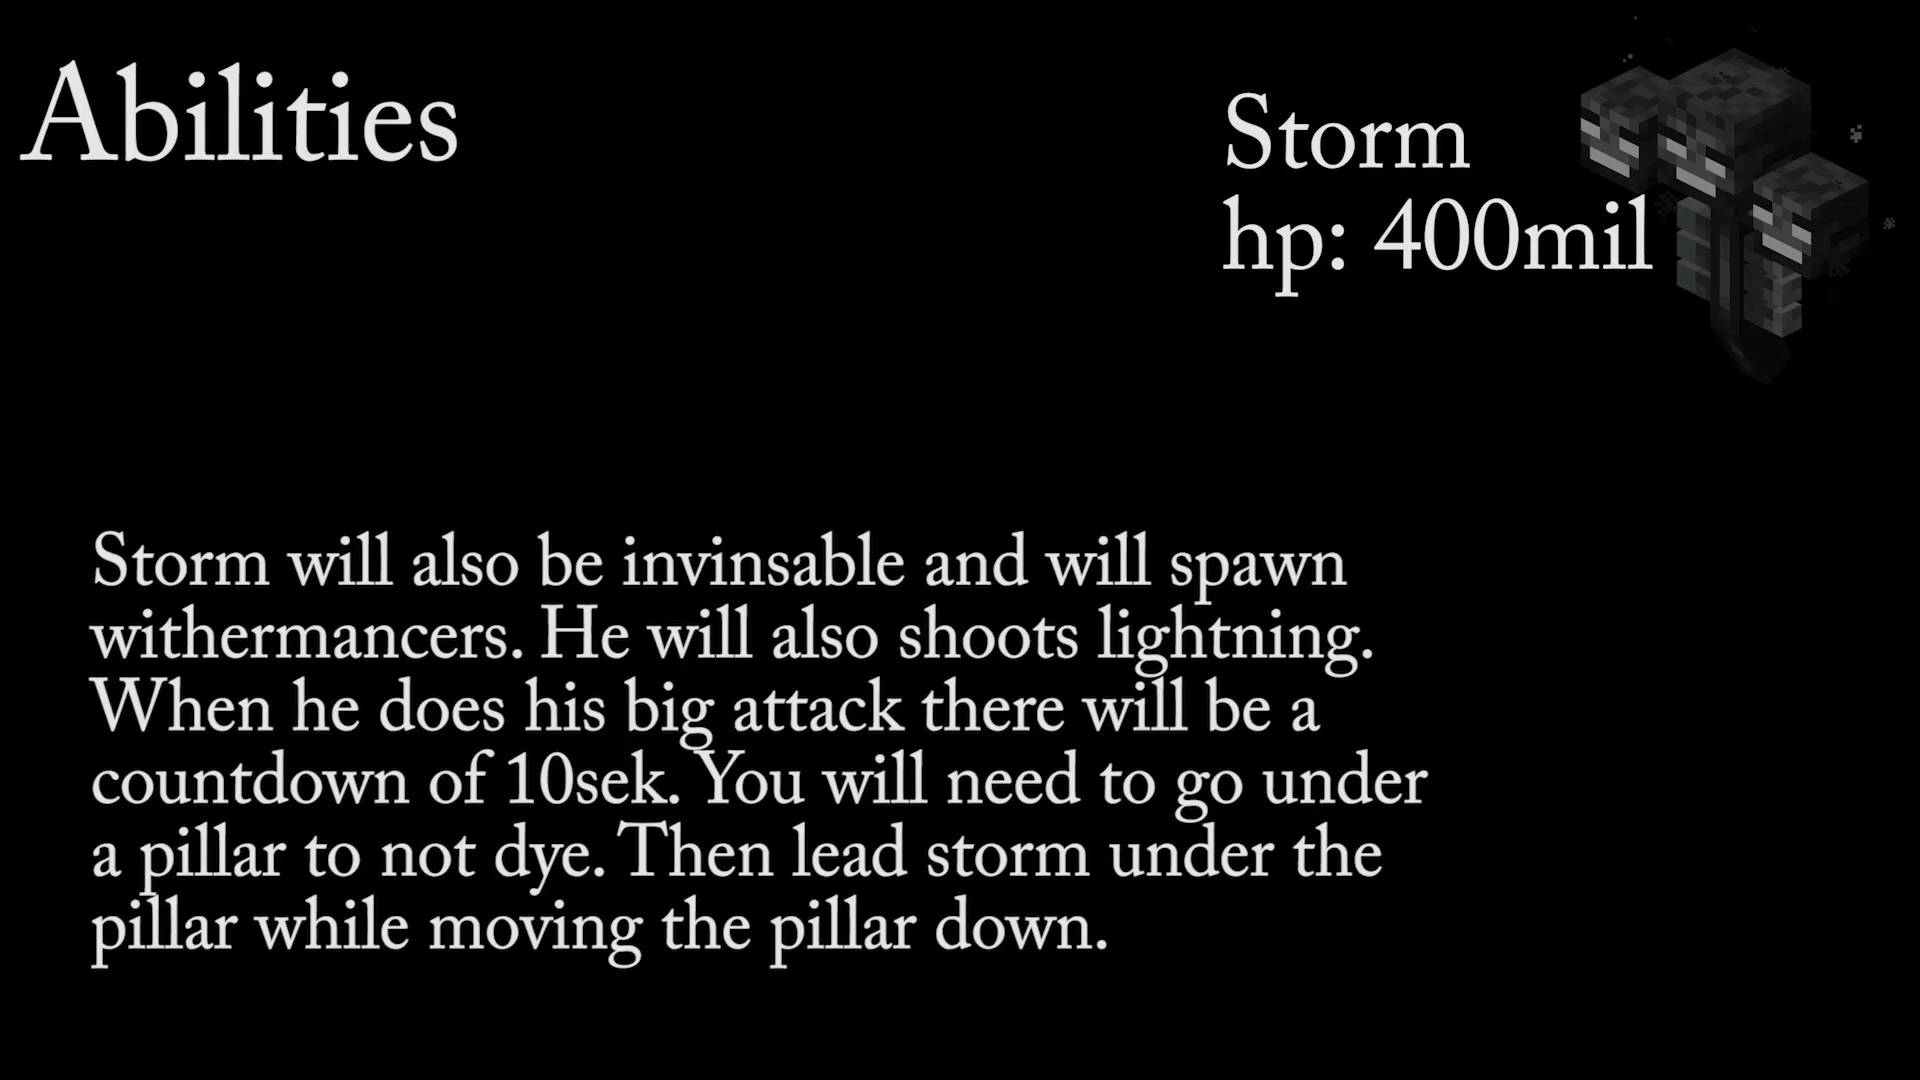 Abilities
Storm
hp: 400mil
Storm will also be invinsable and will spawn
withermancers. He will also shoots lightning.
When he does his big attack there will be a
countdown of 10sek. You will need to go under
a pillar to not dye. Then lead storm under the
pillar while moving the pillar down.